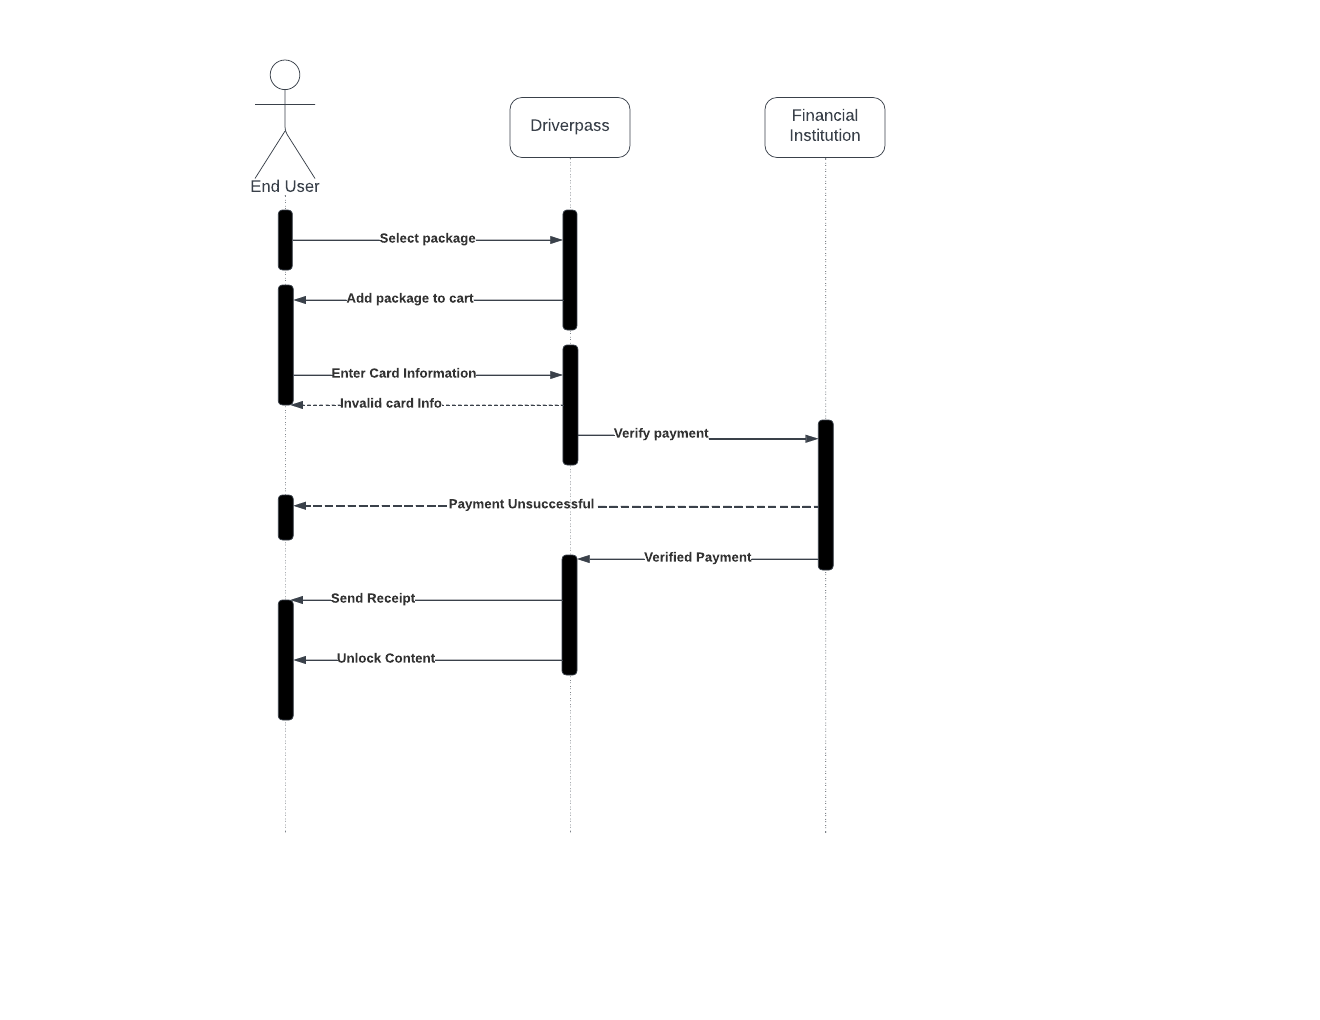 End User
Driverpass
Financial
Institution
Select package
Add package to cart
Enter Card Information
Invalid card Info
Verify payment
Payment Unsuccessful
Verified Payment
Send Receipt
Unlock Content